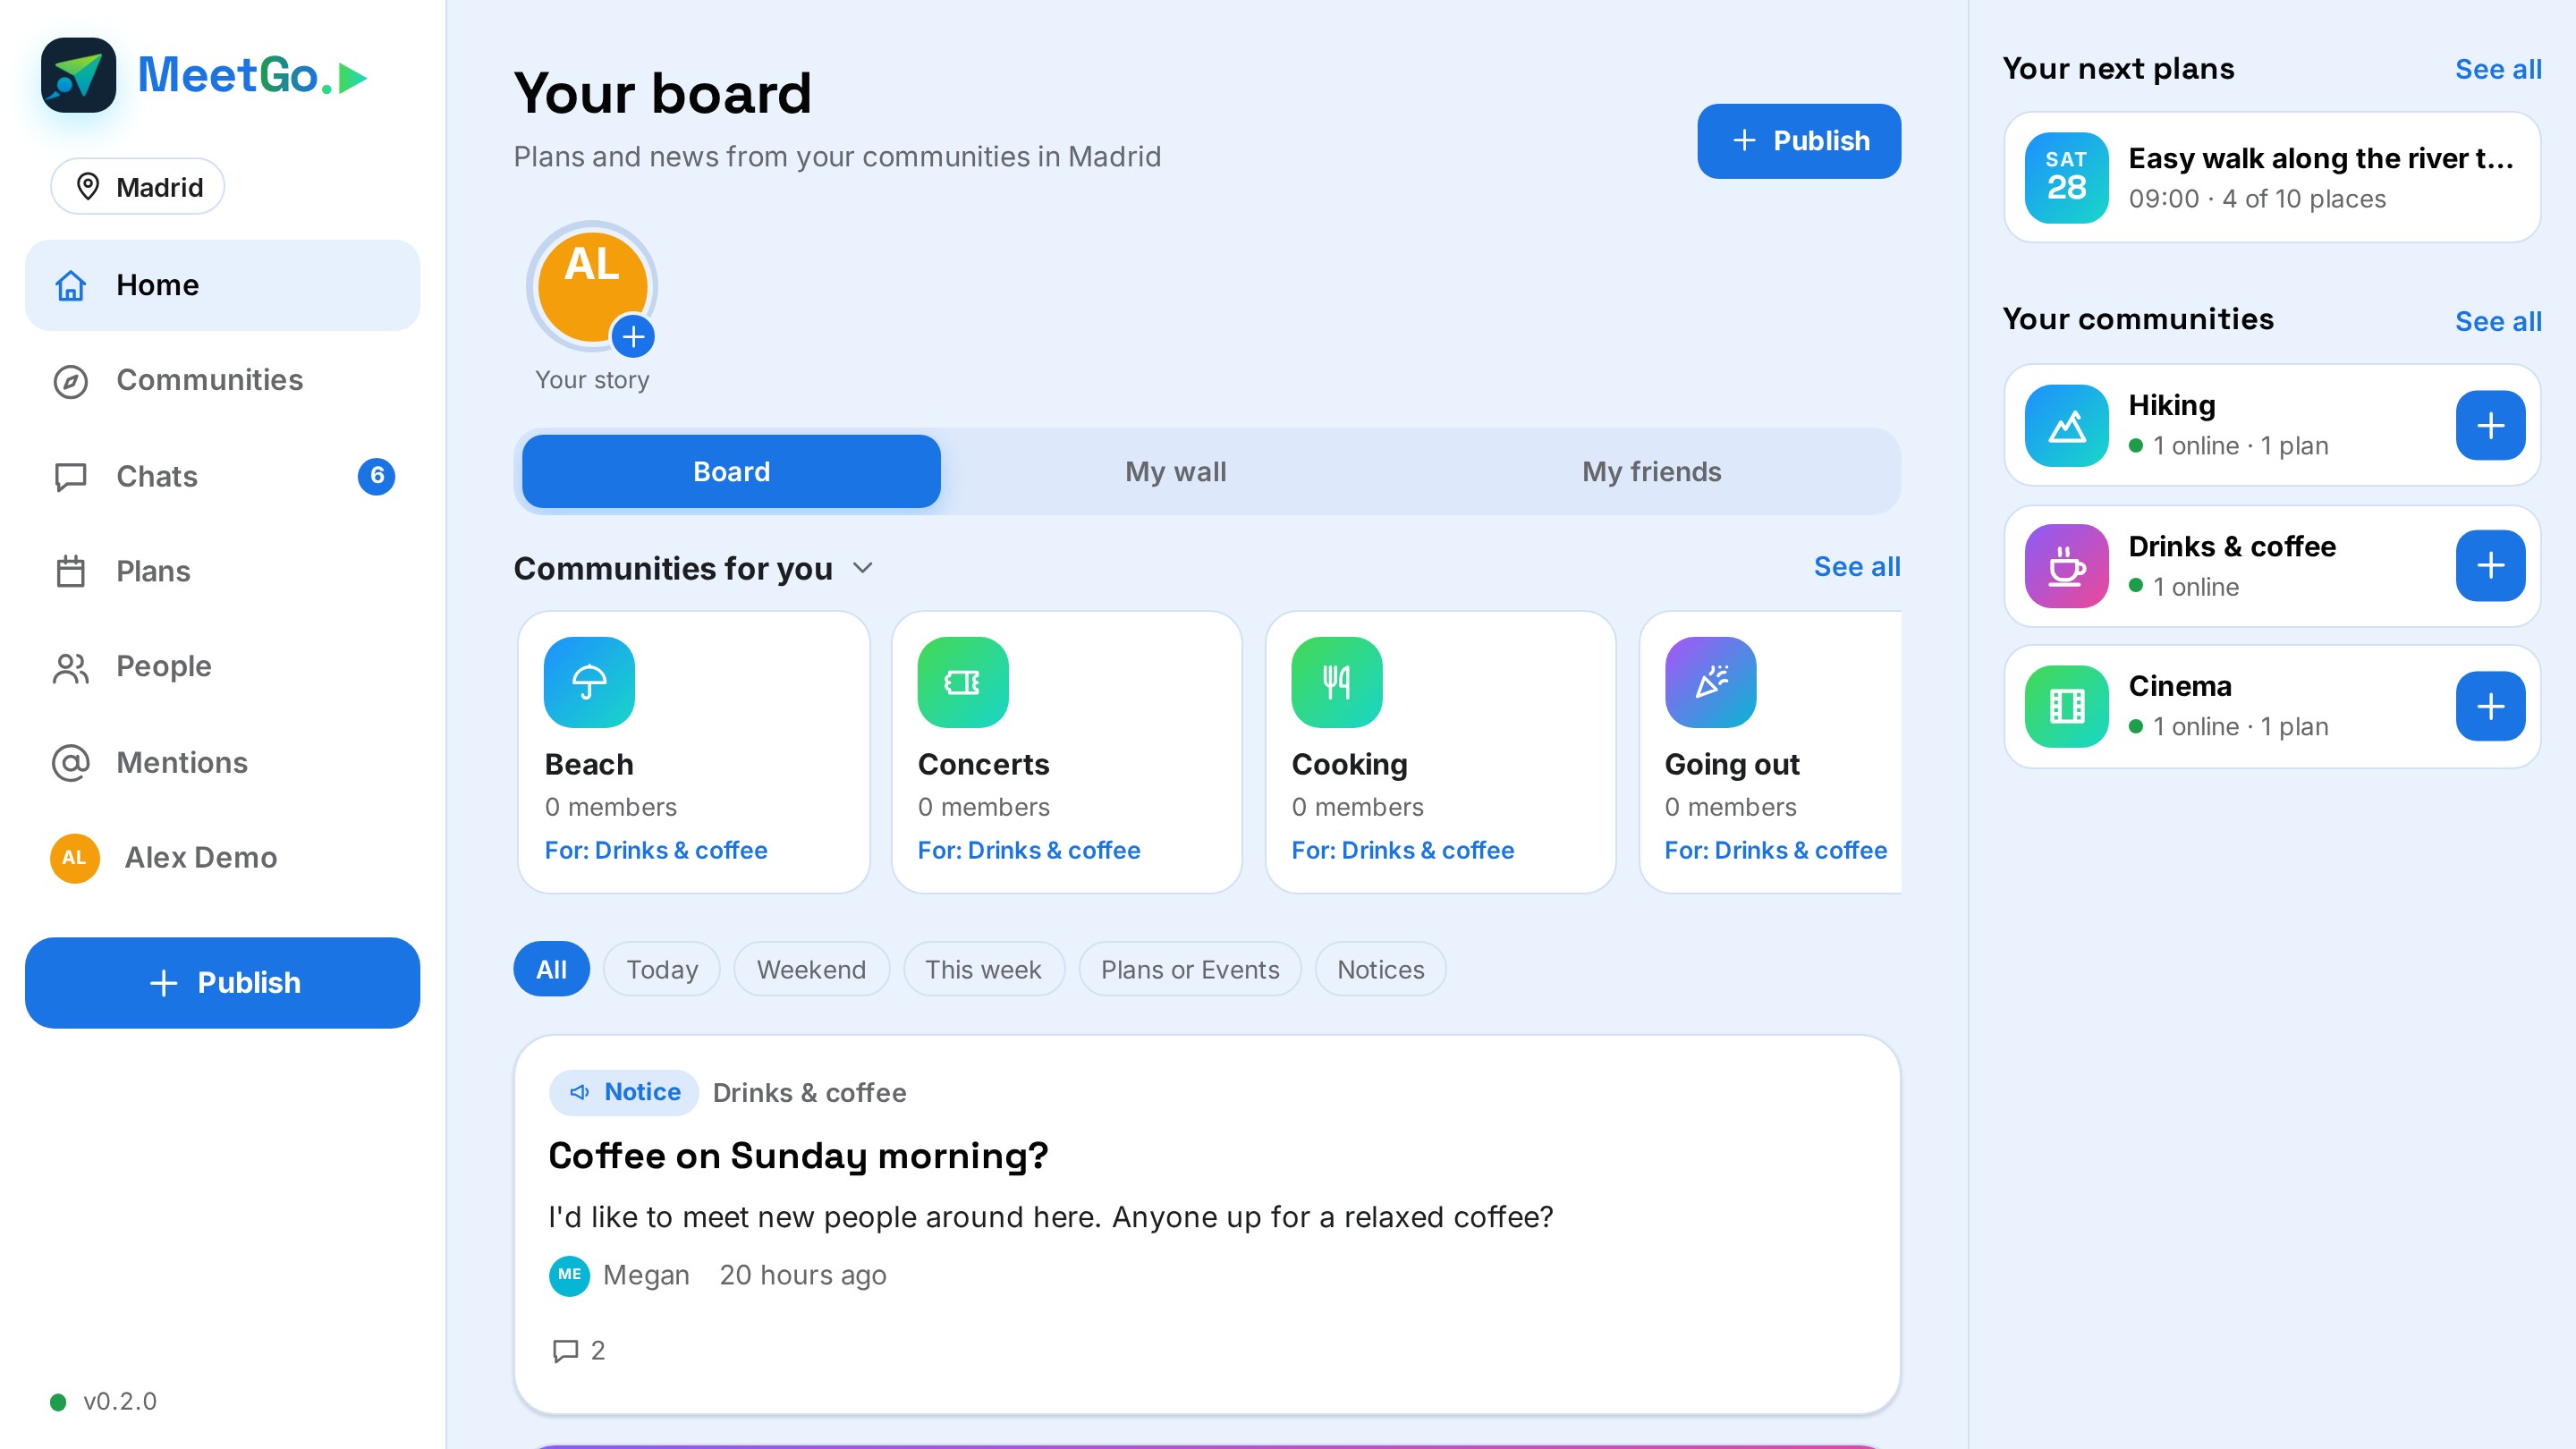 MeetGo.
Madrid
Home
Communities
Chats 6
Plans
People
Mentions
AL Alex Demo
Publish
v0.2.0
Your board
Plans and news from your communities in Madrid
Publish
AL
Your story
Board My wall My friends
Communities for you See all
Beach
0 members
For: Drinks & coffee
Concerts
0 members
For: Drinks & coffee
Cooking
0 members
For: Drinks & coffee
Going out
0 members
For: Drinks & coffee
All Today Weekend This week Plans or Events Notices
Notice Drinks & coffee
Coffee on Sunday morning?
I'd like to meet new people around here. Anyone up for a relaxed coffee?
ME Megan 20 hours ago
2
Your next plans See all
SAT
28
Easy walk along the river t...
09:00 · 4 of 10 places
Your communities See all
Hiking
1 online · 1 plan
Drinks & coffee
1 online
Cinema
1 online · 1 plan